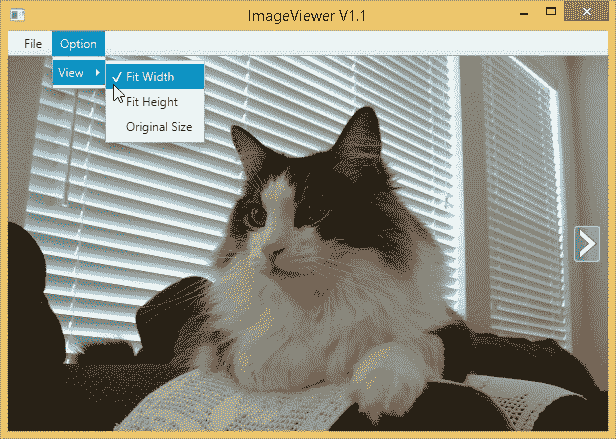 ImageViewer V1.1
File Option
View Fit Width
Fit Height
Original Size